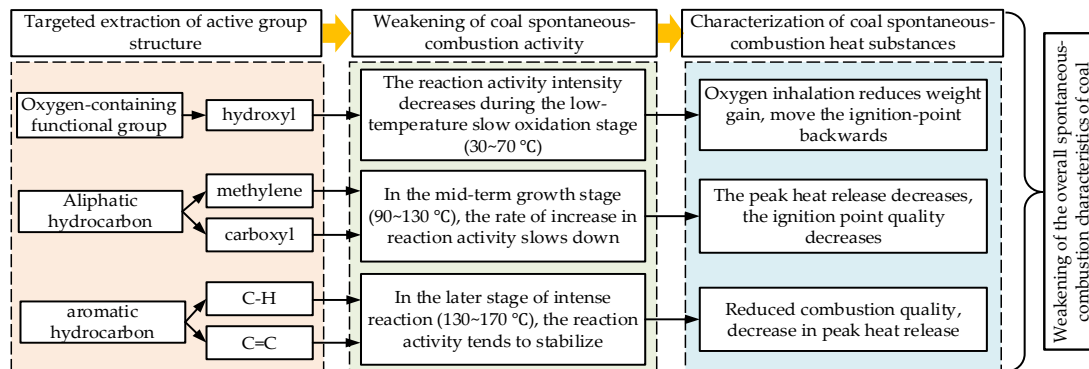 Targeted extraction of active group
structure
Weakening of coal spontaneous-
combustion activity
Characterization of coal spontaneous-
combustion heat substances
Oxygen-containing
functional group
hydroxyl
The reaction activity intensity
decreases during the low-
temperature slow oxidation stage
(30~70 °C)
Oxygen inhalation reduces weight
gain, move the ignition-point
backwards
Aliphatic
hydrocarbon
methylene
carboxyl
In the mid-term growth stage
(90~130 °C), the rate of increase in
reaction activity slows down
The peak heat release decreases,
the ignition point quality
decreases
aromatic
hydrocarbon
C-H
C=C
In the later stage of intense
reaction (130~170 °C), the reaction
activity tends to stabilize
Reduced combustion quality,
decrease in peak heat release
Weakening of the overall spontaneous-
combustion characteristics of coal